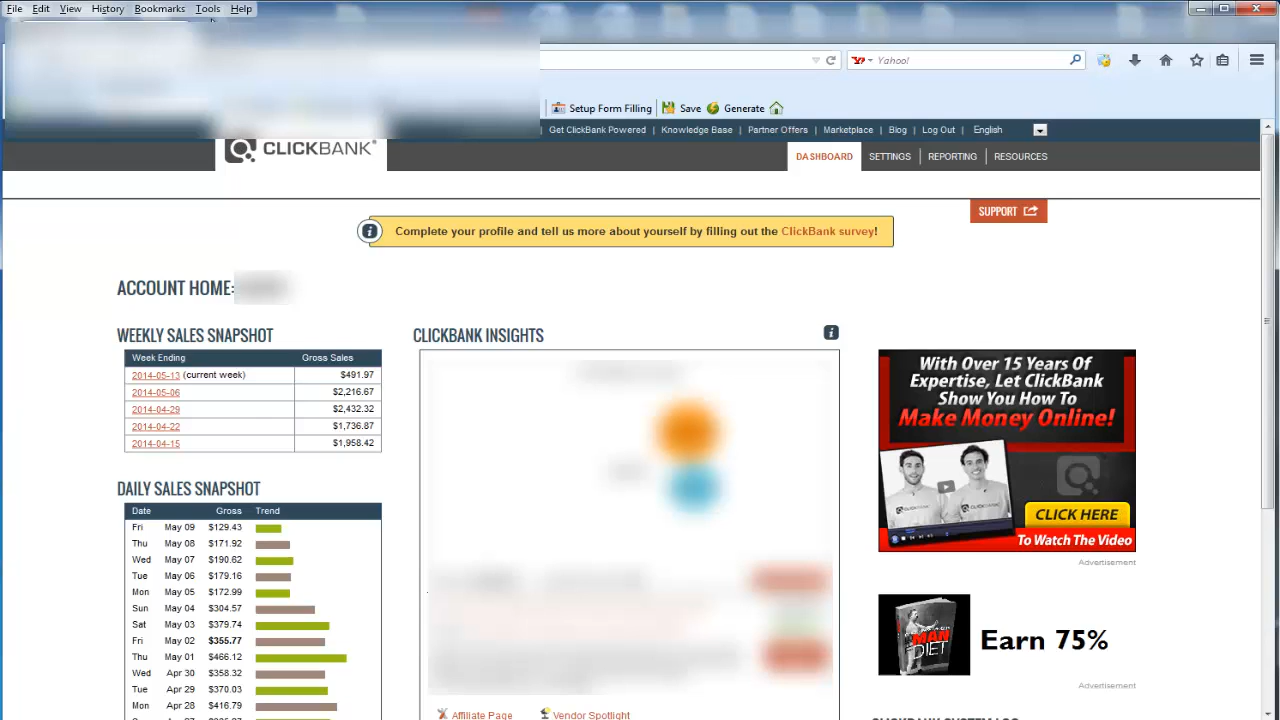 File Edit View History Bookmarks Tools Help
Yahoo!
Setup Form Filling Save Generate
Get ClickBank Powered Knowledge Base Partner Offers Marketplace Blog Log Out English
CLICKBANK®
DASHBOARD SETTINGS REPORTING RESOURCES
SUPPORT
Complete your profile and tell us more about yourself by filling out the ClickBank survey!
ACCOUNT HOME:
WEEKLY SALES SNAPSHOT
Week Ending Gross Sales
2014-05-13 (current week) $491.97
2014-05-06 $2,216.67
2014-04-29 $2,432.32
2014-04-22 $1,736.87
2014-04-15 $1,958.42
DAILY SALES SNAPSHOT
Date Gross Trend
Fri May 09 $129.43
Thu May 08 $171.92
Wed May 07 $190.62
Tue May 06 $179.16
Mon May 05 $172.99
Sun May 04 $304.57
Sat May 03 $379.74
Fri May 02 $355.77
Thu May 01 $466.12
Wed Apr 30 $358.32
Tue Apr 29 $370.03
Mon Apr 28 $416.79
CLICKBANK INSIGHTS
Affiliate Page Vendor Spotlight
With Over 15 Years Of
Expertise, Let ClickBank
Show You How To
Make Money Online!
CLICK HERE
To Watch The Video
Advertisement
MAN
DIET
Earn 75%
Advertisement
CLICKBANK SYSTEM LOG